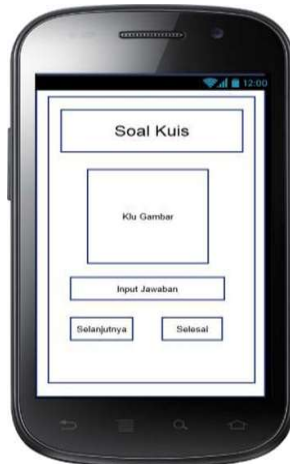 12:00
Soal Kuis
Klu Gambar
Input Jawaban
Selanjutnya
Selesai